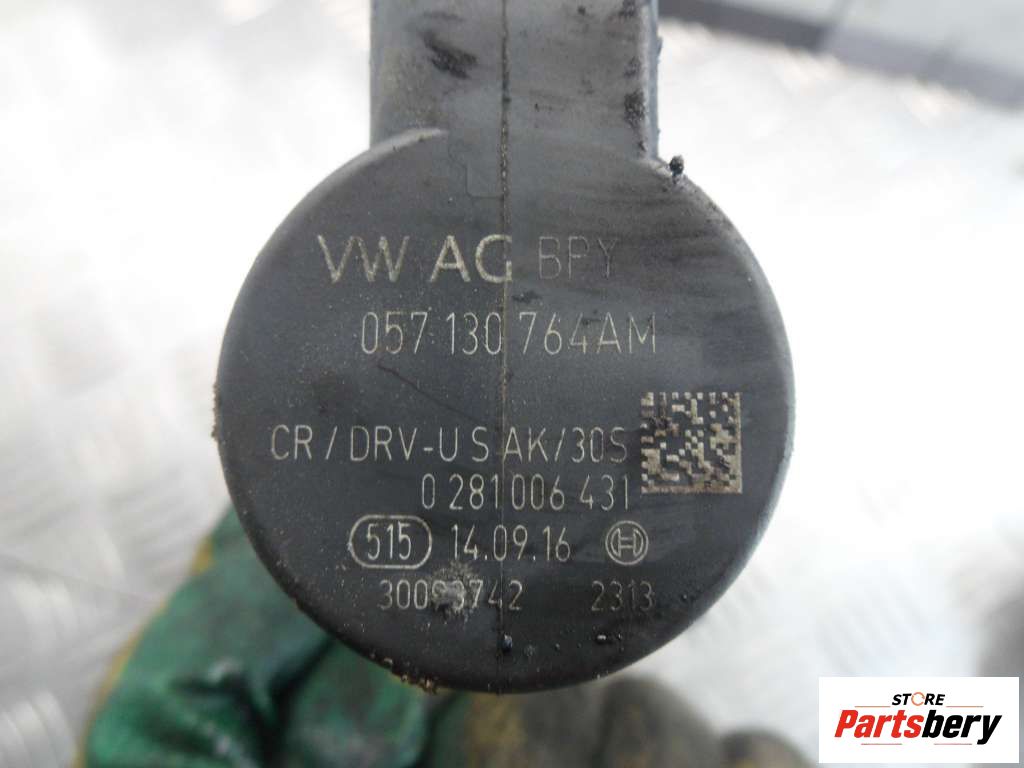 VW AG BPY
057 130 764AM
CR/DRV-U SAK/30S
0 281 006 431
515 14.09.16
2313
STORE
Partsbery